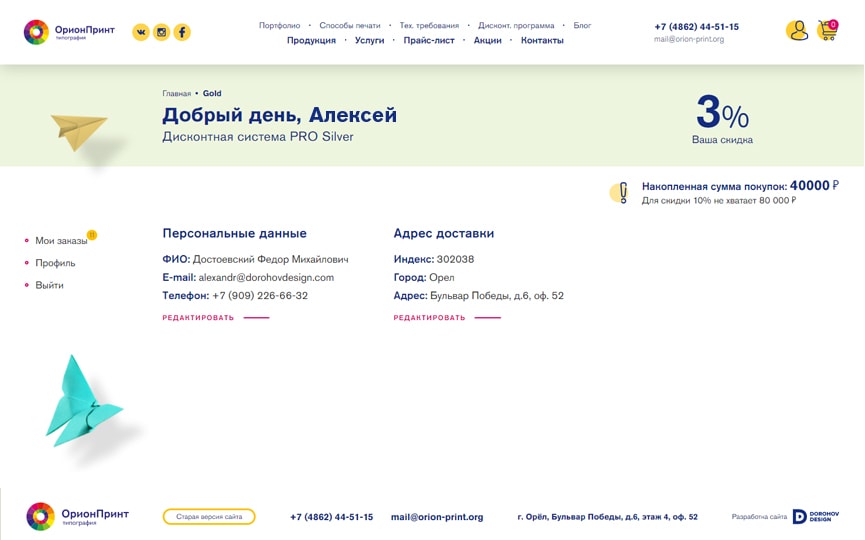 ОрионПринт
типография
Портфолио • Способы печати • Тех. требования • Дисконт. программа • Блог
Продукция • Услуги • Прайс-лист • Акции • Контакты
+7 (4862) 44-51-15
mail@orion-print.org
0
Главная • Gold
Добрый день, Алексей
Дисконтная система PRO Silver
3%
Ваша скидка
Накопленная сумма покупок: 40000 ₽
Для скидки 10% не хватает 80 000 ₽
Мои заказы 11
Профиль
Выйти
Персональные данные
ФИО: Достоевский Федор Михайлович
E-mail: alexandr@dorohovdesign.com
Телефон: +7 (909) 226-66-32
РЕДАКТИРОВАТЬ
Адрес доставки
Индекс: 302038
Город: Орел
Адрес: Бульвар Победы, д.6, оф. 52
РЕДАКТИРОВАТЬ
ОрионПринт
типография
Старая версия сайта
+7 (4862) 44-51-15
mail@orion-print.org
г. Орёл, Бульвар Победы, д.6, этаж 4, оф. 52
Разработка сайта
DOROHOV
DESIGN